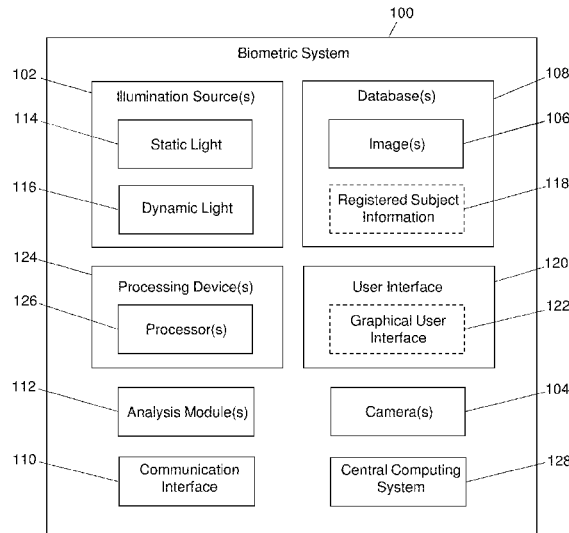 100
Biometric System
102
Illumination Source(s)
114
Static Light
116
Dynamic Light
Database(s)
108
Image(s)
106
Registered Subject
Information
118
124
Processing Device(s)
126
Processor(s)
User Interface
120
Graphical User
Interface
122
112
Analysis Module(s)
Camera(s)
104
110
Communication
Interface
Central Computing
System
128